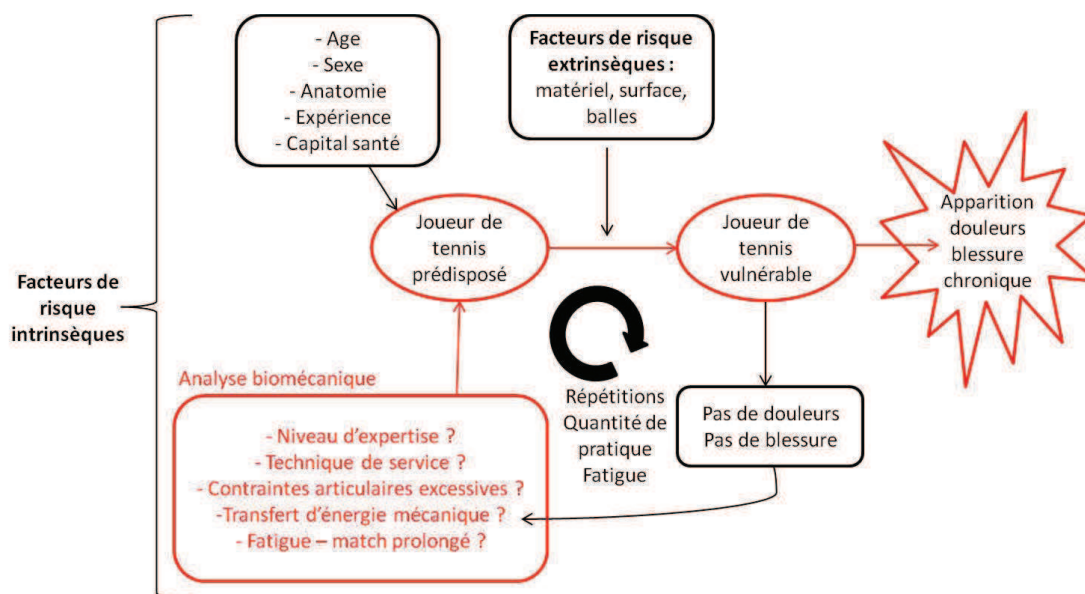 - Age
- Sexe
- Anatomie
- Expérience
- Capital santé
Facteurs de risque
extrinsèques :
matériel, surface,
balles
Joueur de
tennis
prédisposé
Joueur de
tennis
vulnérable
Apparition
douleurs
blessure
chronique
Facteurs de
risque
intrinsèques
Analyse biomécanique
- Niveau d'expertise ?
- Technique de service ?
- Contraintes articulaires excessives ?
-Transfert d'énergie mécanique ?
- Fatigue – match prolongé ?
Répétitions
Quantité de
pratique
Fatigue
Pas de douleurs
Pas de blessure